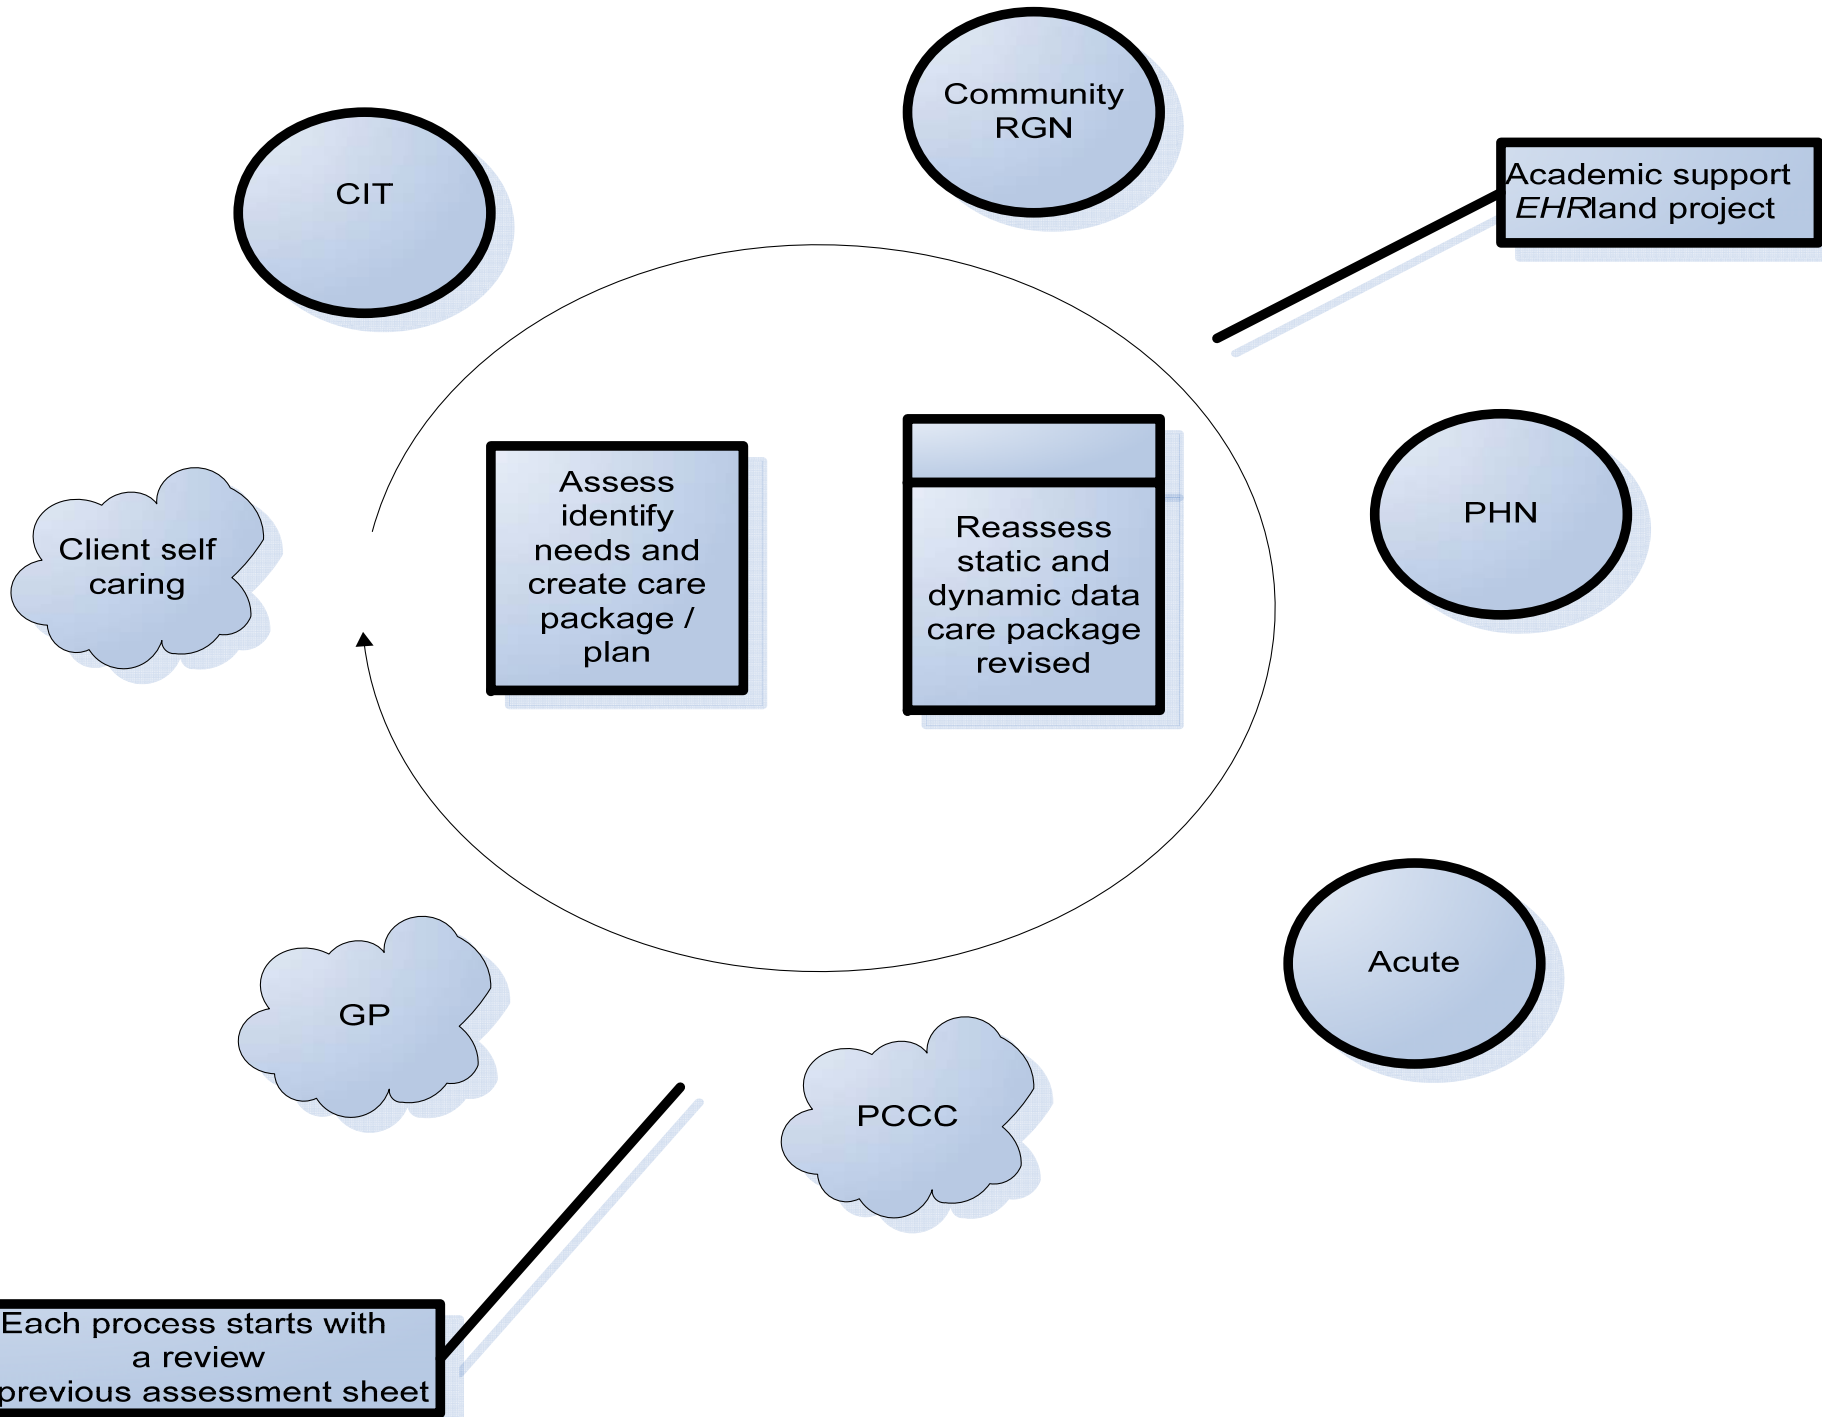 Community
RGN
CIT
Academic support
EHRland project
Assess
identify
needs and
create care
package /
plan
Reassess
static and
dynamic data
care package
revised
PHN
Client self
caring
Acute
GP
PCCC
Each process starts with
a review
previous assessment sheet